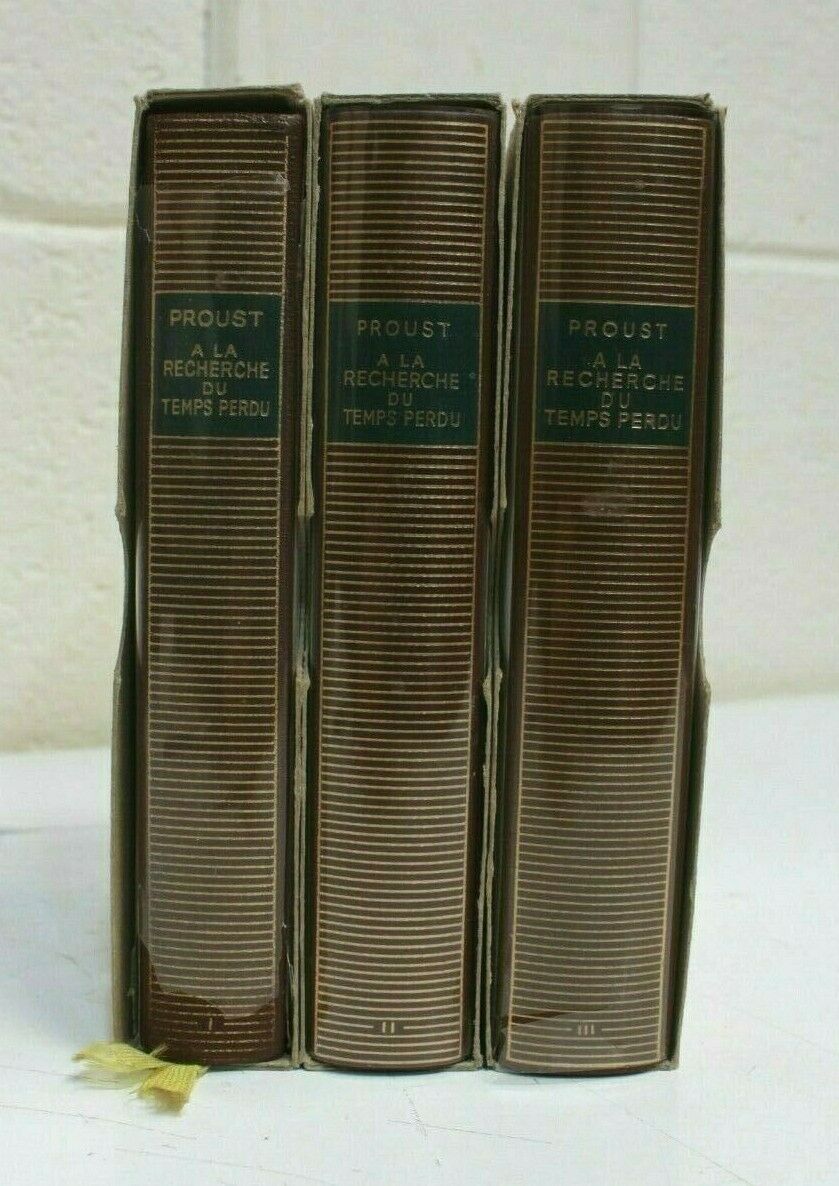 PROUST
A LA
RECHERCHE
DU
TEMPS PERDU
I
PROUST
A LA
RECHERCHE
DU
TEMPS PERDU
II
PROUST
A LA
RECHERCHE
DU
TEMPS PERDU
III